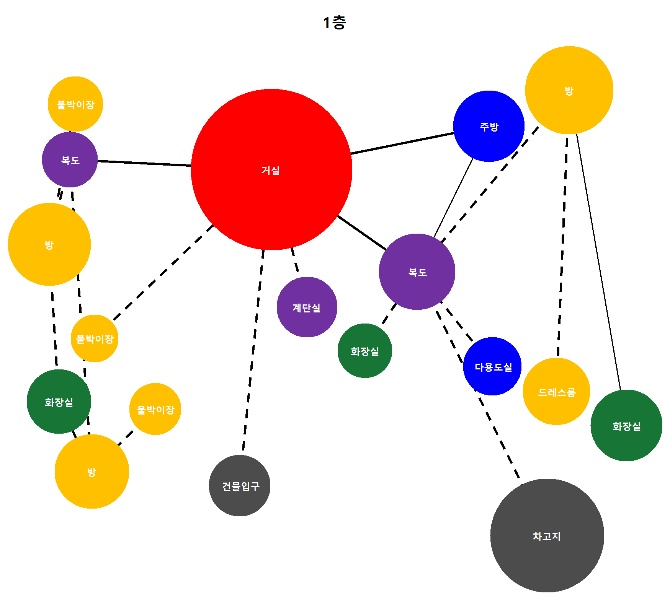 1층
방
붙박이장
주방
복도
거실
방
복도
계단실
붙박이장
화장실
다용도실
드레스룸
화장실
붙박이장
화장실
방
건물입구
차고지